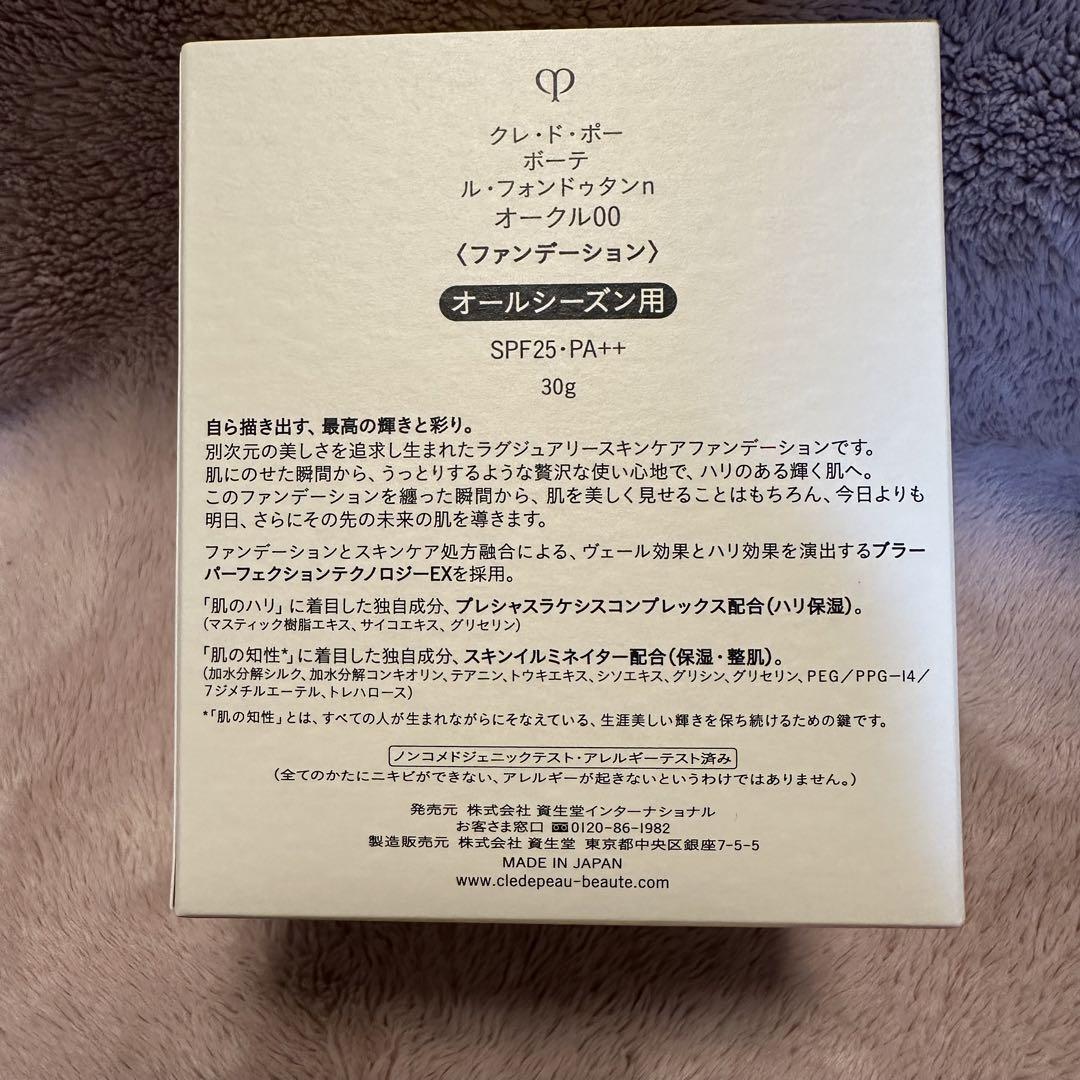 クレ・ド・ポー
ボーテ
ル・フォンドゥタンn
オークル00
〈ファンデーション〉
オールシーズン用
SPF25・PA++
30g
自ら描き出す、最高の輝きと彩り。
別次元の美しさを追求し生まれたラグジュアリースキンケアファンデーションです。
肌にのせた瞬間から、うっとりするような贅沢な使い心地で、ハリのある輝く肌へ。
このファンデーションを纏った瞬間から、肌を美しく見せることはもちろん、今日よりも
明日、さらにその先の未来の肌を導きます。
ファンデーションとスキンケア処方融合による、ヴェール効果とハリ効果を演出するブラー
パーフェクションテクノロジーEXを採用。
「肌のハリ」に着目した独自成分、プレシャスラケシスコンプレックス配合(ハリ保湿)。
(マスティック樹脂エキス、サイコエキス、グリセリン)
「肌の知性*」に着目した独自成分、スキンイルミネイター配合(保湿・整肌)。
(加水分解シルク、加水分解コンキオリン、テアニン、トウキエキス、シソエキス、グリシン、グリセリン、PEG/PPG-14/
7ジメチルエーテル、トレハロース)
*「肌の知性」とは、すべての人が生まれながらにそなえている、生涯美しい輝きを保ち続けるための鍵です。
ノンコメドジェニックテスト・アレルギーテスト済み
(全てのかたにニキビができない、アレルギーが起きないというわけではありません。)
発売元 株式会社 資生堂インターナショナル
お客さま窓口 0120-86-1982
製造販売元 株式会社 資生堂 東京都中央区銀座7-5-5
MADE IN JAPAN
www.cledepeau-beaute.com